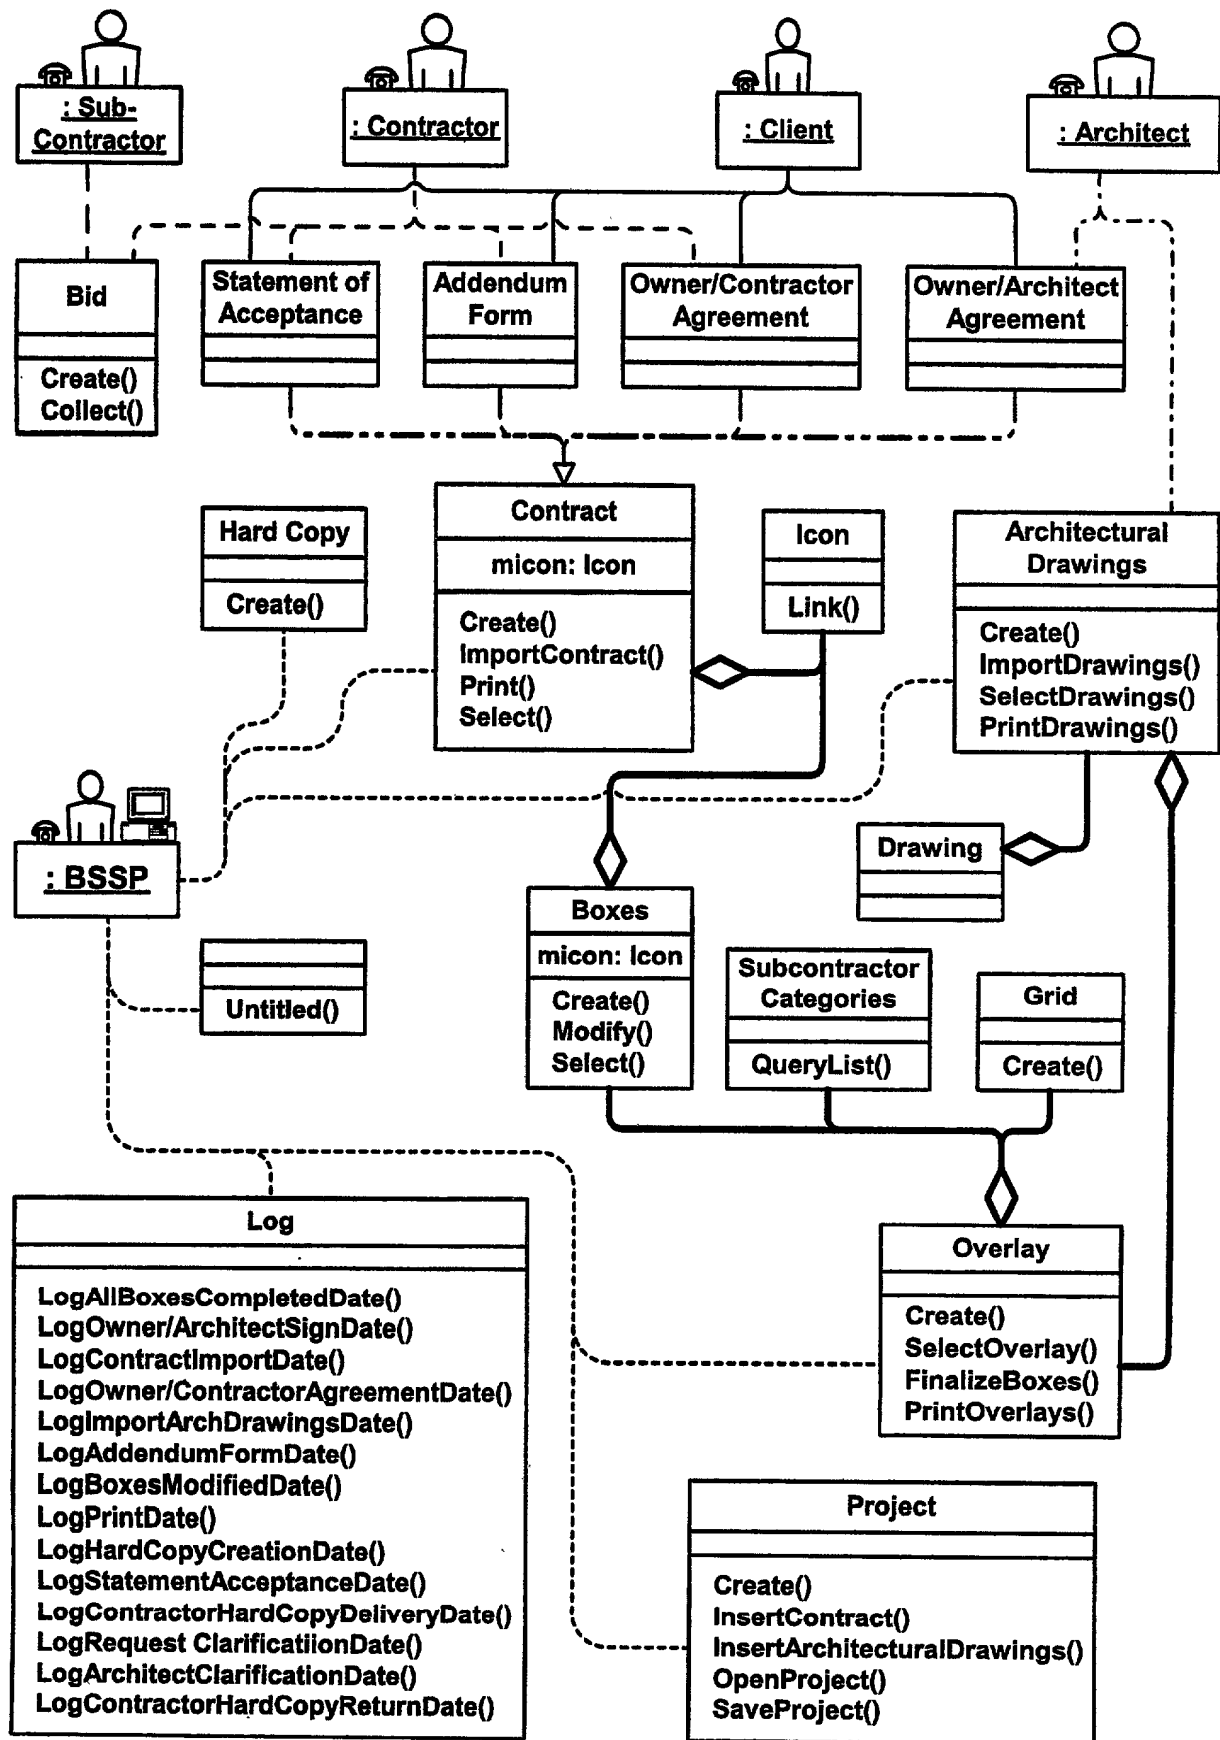 : Sub-
Contractor
: Contractor
: Client
: Architect
Bid
Create()
Collect()
Statement of
Acceptance
Addendum
Form
Owner/Contractor
Agreement
Owner/Architect
Agreement
Hard Copy
Create()
Contract
micon: Icon
Create()
ImportContract()
Print()
Select()
Icon
Link()
Architectural
Drawings
Create()
ImportDrawings()
SelectDrawings()
PrintDrawings()
: BSSP
Drawing
Untitled()
Boxes
micon: Icon
Create()
Modify()
Select()
Subcontractor
Categories
QueryList()
Grid
Create()
Log
LogAllBoxesCompletedDate()
LogOwner/ArchitectSignDate()
LogContractImportDate()
LogOwner/ContractorAgreementDate()
LogImportArchDrawingsDate()
LogAddendumFormDate()
LogBoxesModifiedDate()
LogPrintDate()
LogHardCopyCreationDate()
LogStatementAcceptanceDate()
LogContractorHardCopyDeliveryDate()
LogRequest ClarificatiionDate()
LogArchitectClarificationDate()
LogContractorHardCopyReturnDate()
Overlay
Create()
SelectOverlay()
FinalizeBoxes()
PrintOverlays()
Project
Create()
InsertContract()
InsertArchitecturalDrawings()
OpenProject()
SaveProject()